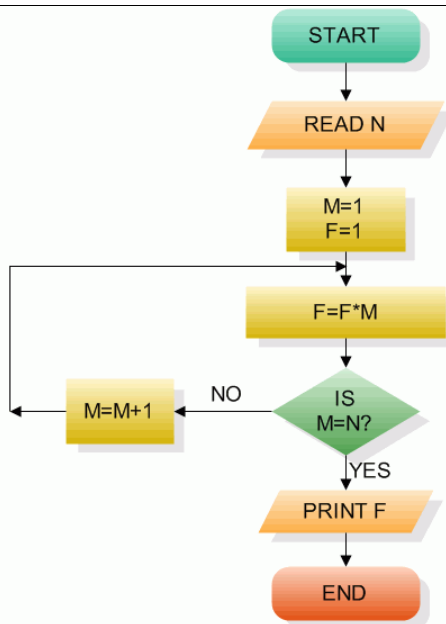 START
READ N
M=1
F=1
F=F*M
IS
M=N?
NO
M=M+1
YES
PRINT F
END